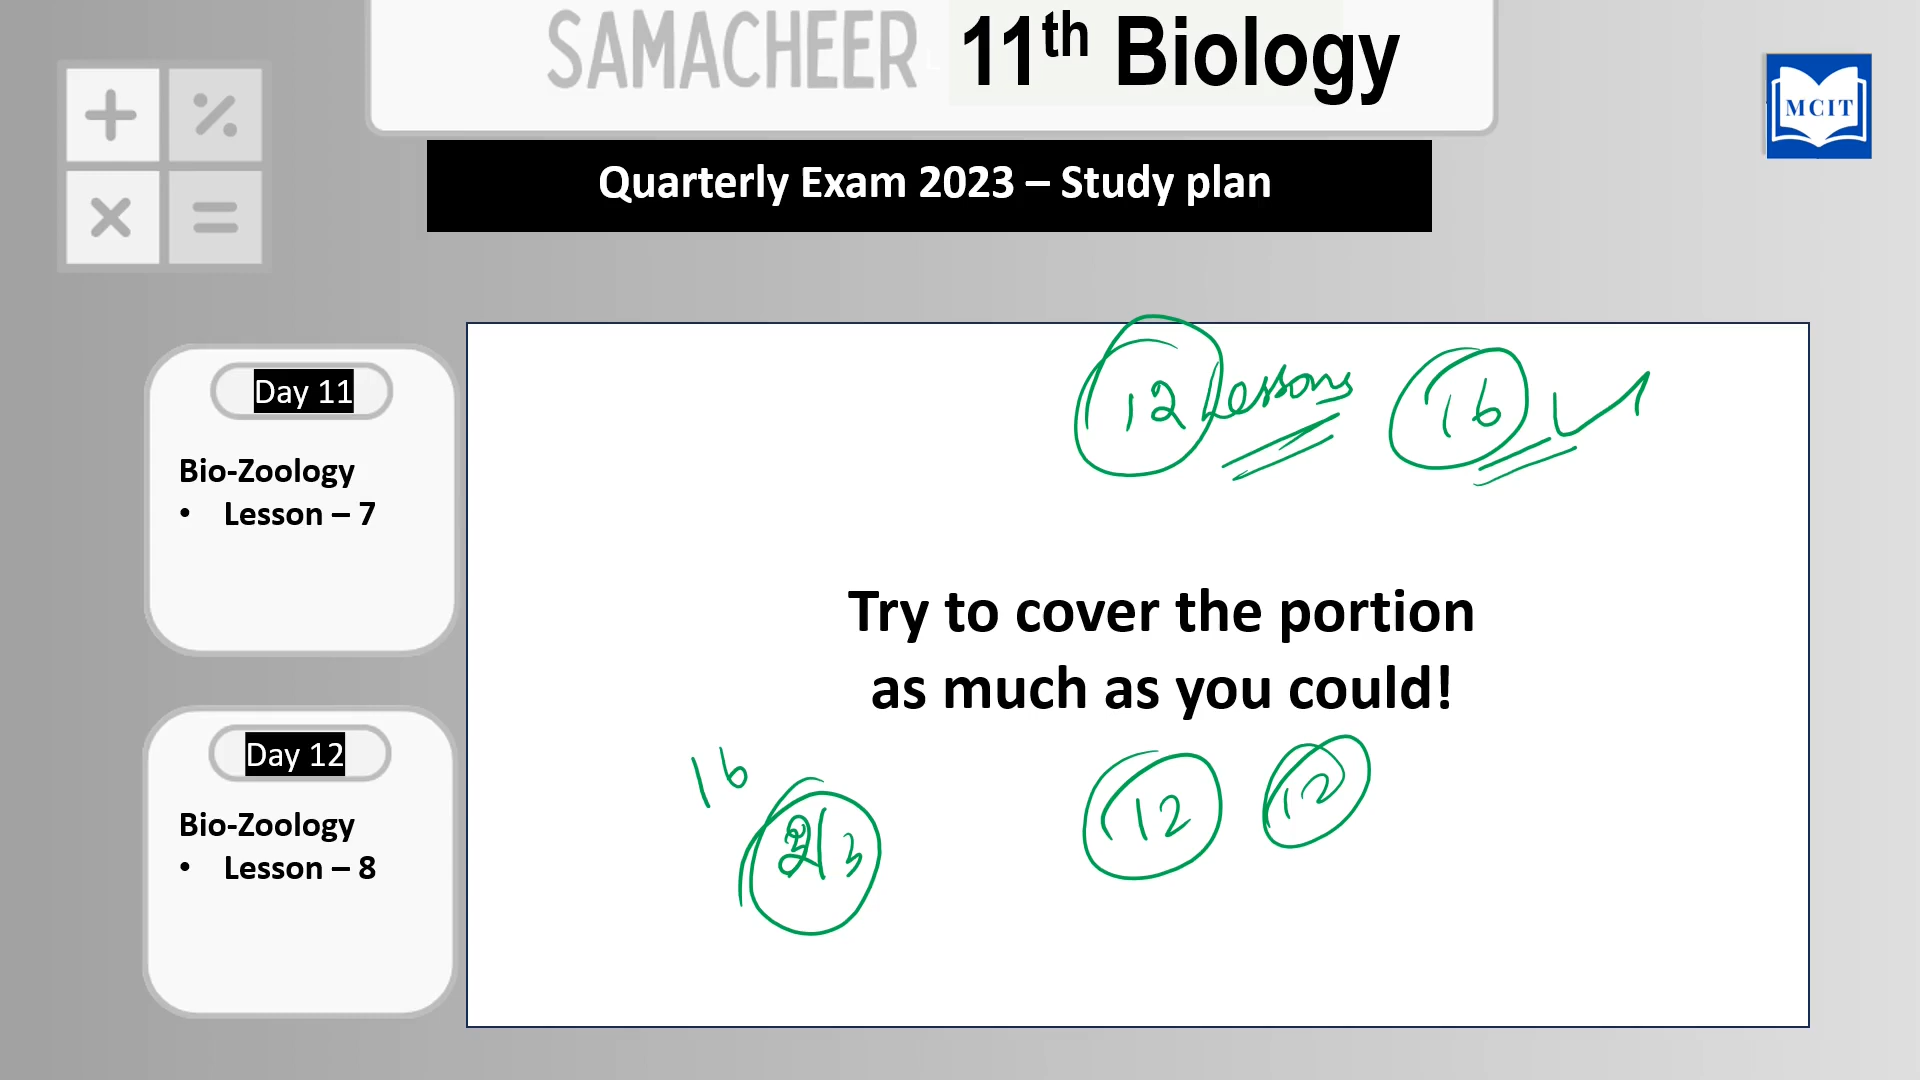 SAMACHEER 11th Biology
MCIT
Quarterly Exam 2023 – Study plan
Day 11
Bio-Zoology
• Lesson – 7
Day 12
Bio-Zoology
• Lesson – 8
12 Lessons 16
Try to cover the portion
as much as you could!
16
12 12